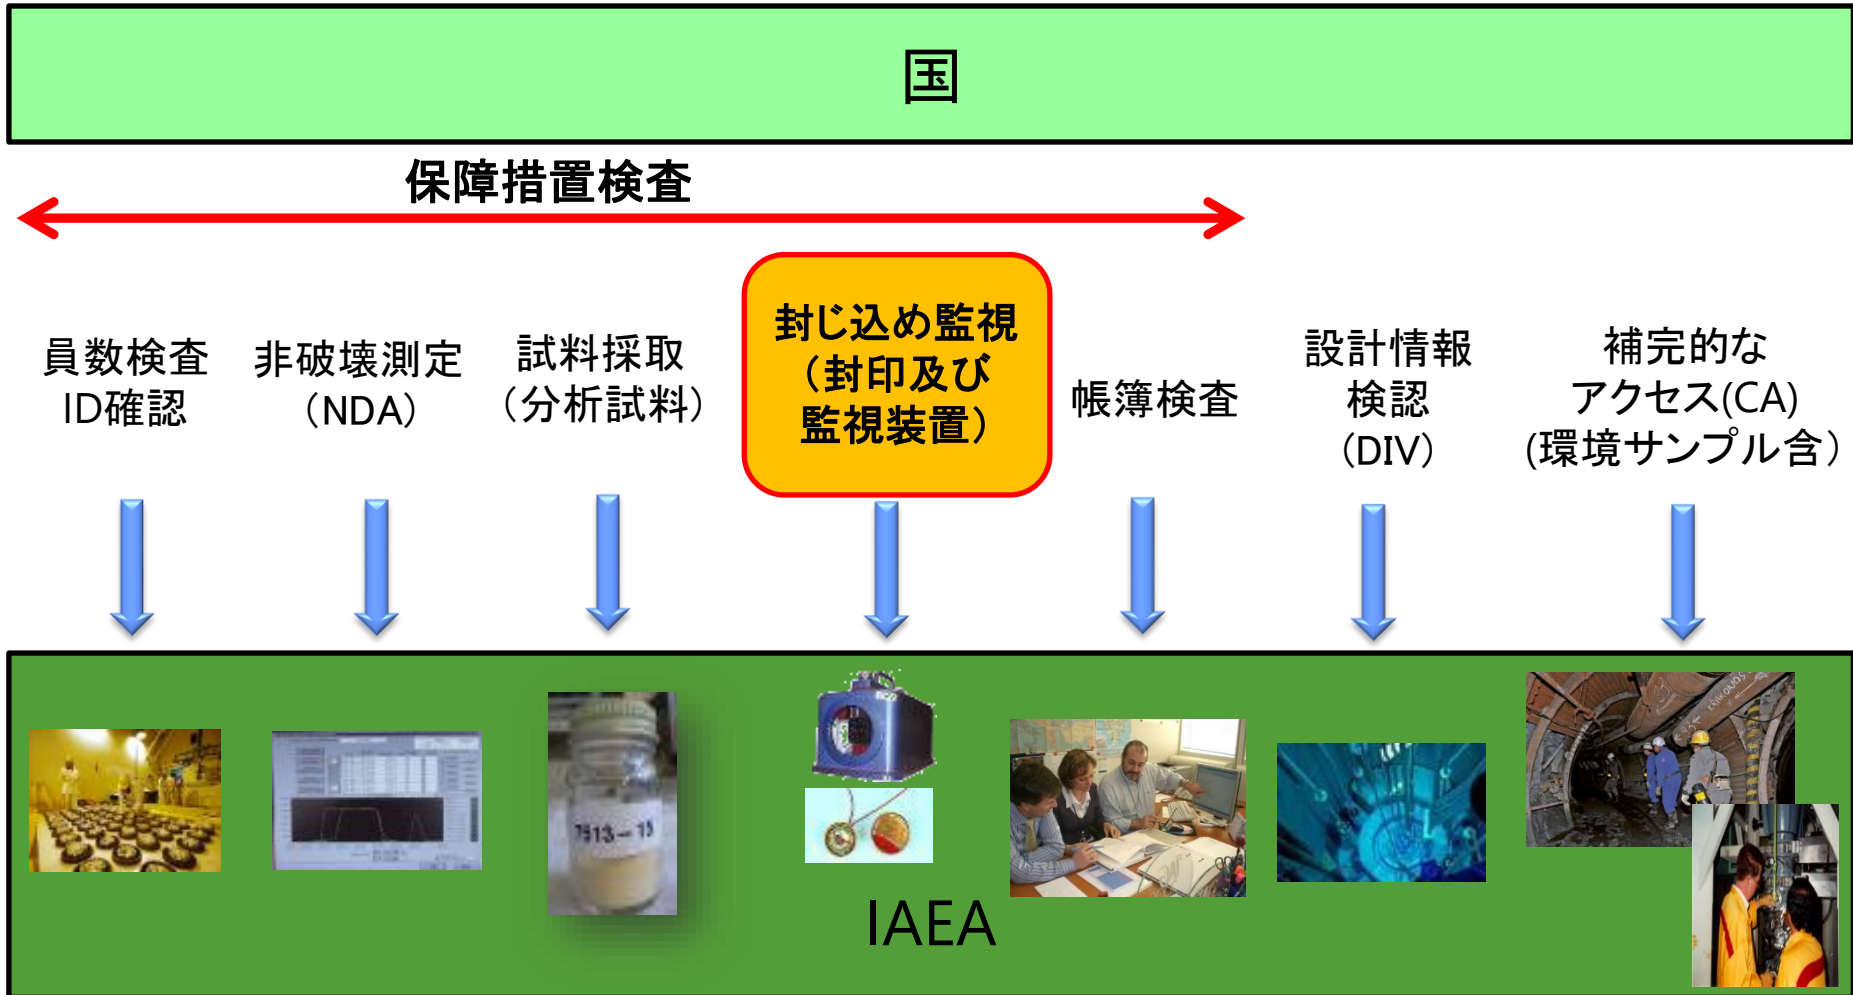 国
保障措置検査
員数検査
ID確認
非破壊測定
（NDA）
試料採取
（分析試料）
封じ込め監視
（封印及び
監視装置）
帳簿検査
設計情報
検認
（DIV）
補完的な
アクセス(CA)
(環境サンプル含）
7913-15
IAEA